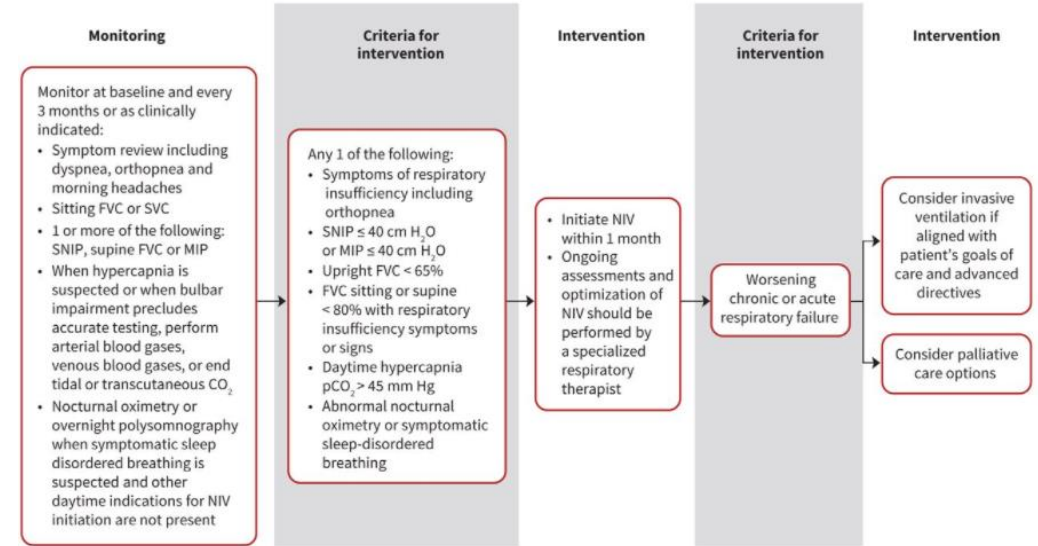 Monitoring
Monitor at baseline and every
3 months or as clinically
indicated:
• Symptom review including
dyspnea, orthopnea and
morning headaches
• Sitting FVC or SVC
• 1 or more of the following:
SNIP, supine FVC or MIP
• When hypercapnia is
suspected or when bulbar
impairment precludes
accurate testing, perform
arterial blood gases,
venous blood gases, or end
tidal or transcutaneous CO₂
• Nocturnal oximetry or
overnight polysomnography
when symptomatic sleep
disordered breathing is
suspected and other
daytime indications for NIV
initiation are not present
Criteria for
intervention
Any 1 of the following:
• Symptoms of respiratory
insufficiency including
orthopnea
• SNIP ≤ 40 cm H₂O
or MIP ≤ 40 cm H₂O
• Upright FVC < 65%
• FVC sitting or supine
< 80% with respiratory
insufficiency symptoms
or signs
• Daytime hypercapnia
pCO₂ > 45 mm Hg
• Abnormal nocturnal
oximetry or symptomatic
sleep-disordered
breathing
Intervention
• Initiate NIV
within 1 month
• Ongoing
assessments and
optimization of
NIV should be
performed by
a specialized
respiratory
therapist
Criteria for
intervention
Worsening
chronic or acute
respiratory failure
Intervention
Consider invasive
ventilation if
aligned with
patient's goals of
care and advanced
directives
Consider palliative
care options